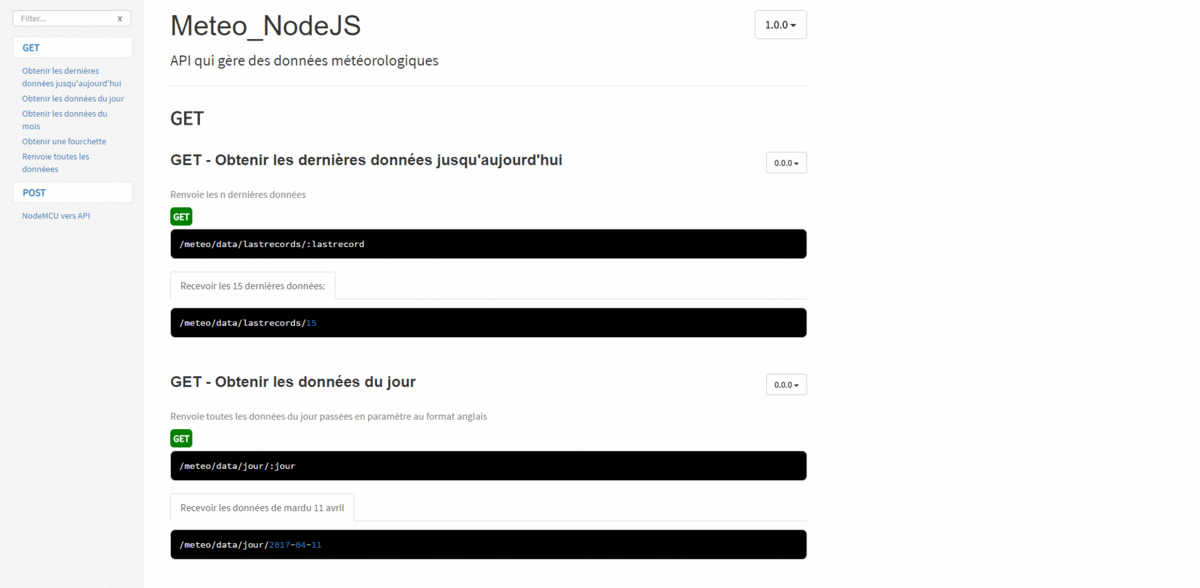 Filter...
x
GET
Obtenir les dernières
données jusqu'aujourd'hui
Obtenir les données du jour
Obtenir les données du
mois
Obtenir une fourchette
Renvoie toutes les
donnéees
POST
NodeMCU vers API
Meteo_NodeJS
1.0.0
API qui gère des données météorologiques
GET
GET - Obtenir les dernières données jusqu'aujourd'hui
0.0.0
Renvoie les n dernières données
GET
/meteo/data/lastrecords/:lastrecord
Recevoir les 15 dernières données:
/meteo/data/lastrecords/15
GET - Obtenir les données du jour
0.0.0
Renvoie toutes les données du jour passées en paramètre au format anglais
GET
/meteo/data/jour/:jour
Recevoir les données de mardu 11 avril
/meteo/data/jour/2017-04-11